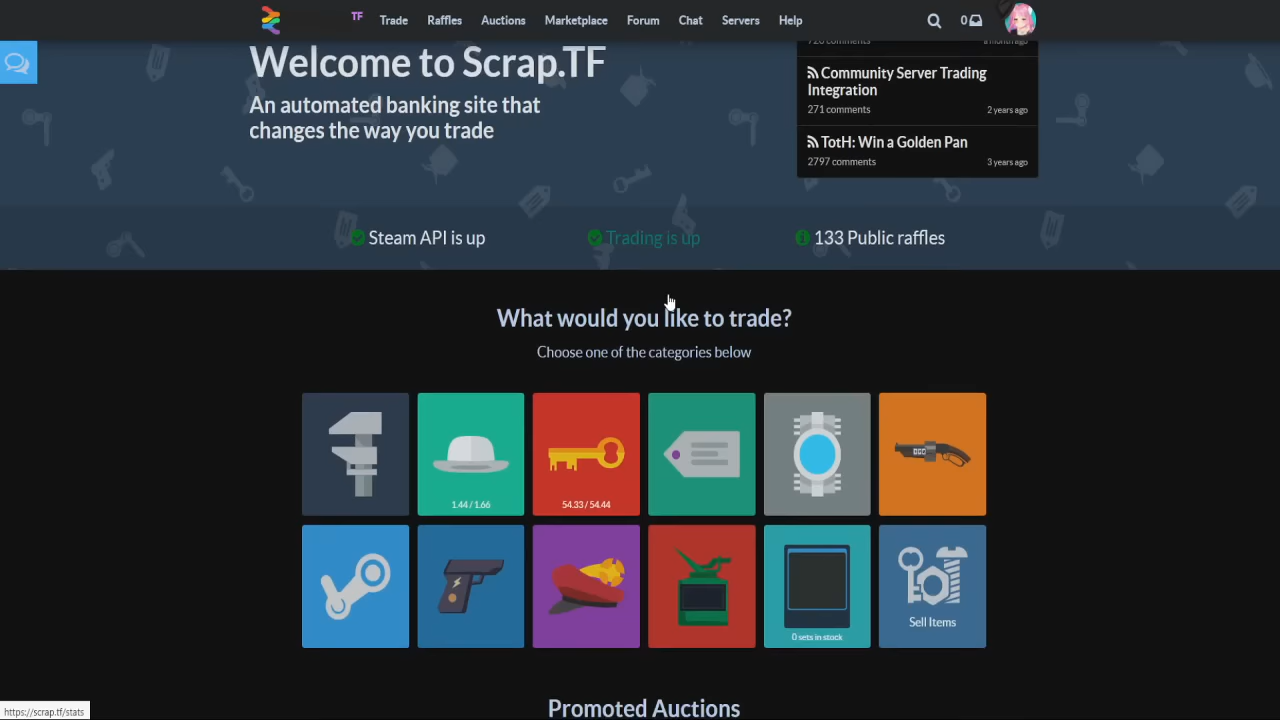 TF Trade Raffles Auctions Marketplace Forum Chat Servers Help 0
Welcome to Scrap.TF
An automated banking site that
changes the way you trade
Community Server Trading
Integration
271 comments 2 years ago
TotH: Win a Golden Pan
2797 comments 3 years ago
Steam API is up Trading is up 133 Public raffles
What would you like to trade?
Choose one of the categories below
1.44 / 1.66 54.33 / 54.44
Sell Items
0 sets in stock
Promoted Auctions
https://scrap.tf/stats